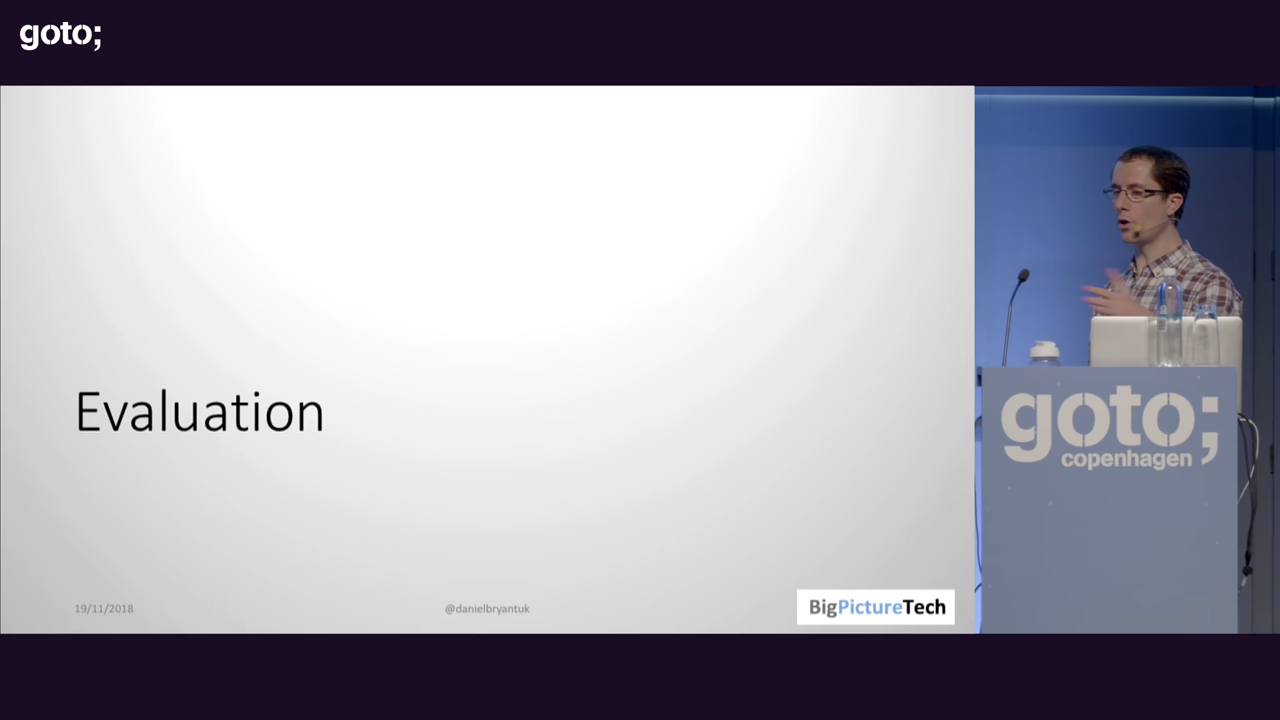 goto;
Evaluation
19/11/2018
@danielbryantuk
BigPictureTech
goto;
copenhagen